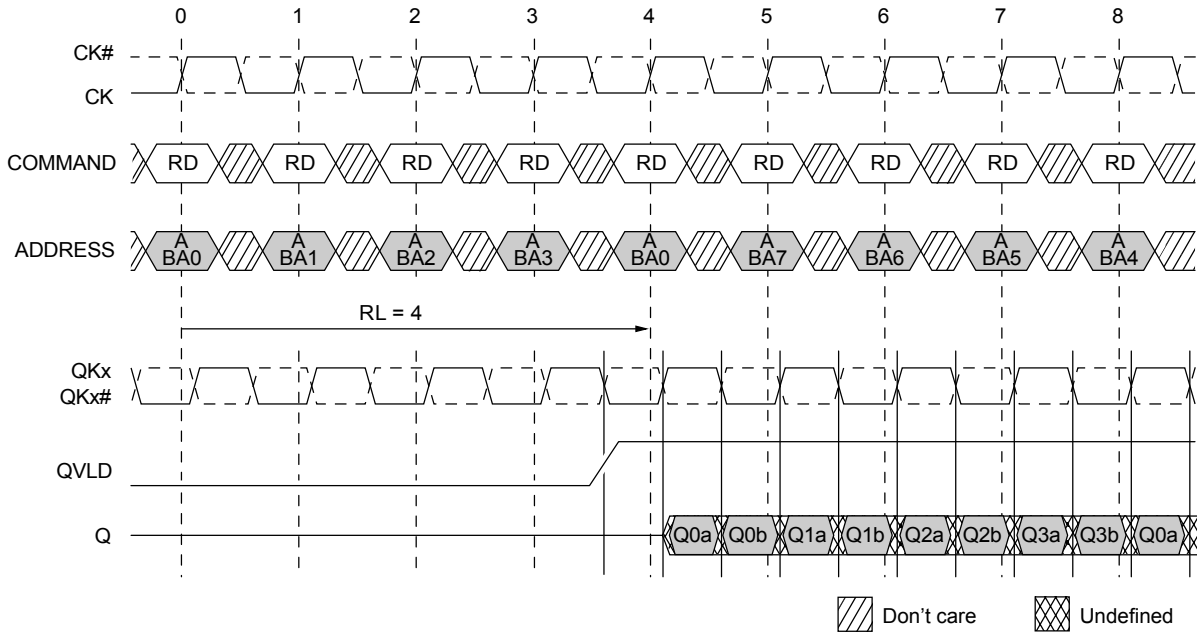 0 1 2 3 4 5 6 7 8
CK#
CK
COMMAND RD RD RD RD RD RD RD RD RD
ADDRESS A A A A A A A A A
BA0 BA1 BA2 BA3 BA0 BA7 BA6 BA5 BA4
RL = 4
QKx
QKx#
QVLD
Q Q0a Q0b Q1a Q1b Q2a Q2b Q3a Q3b Q0a
Don't care Undefined